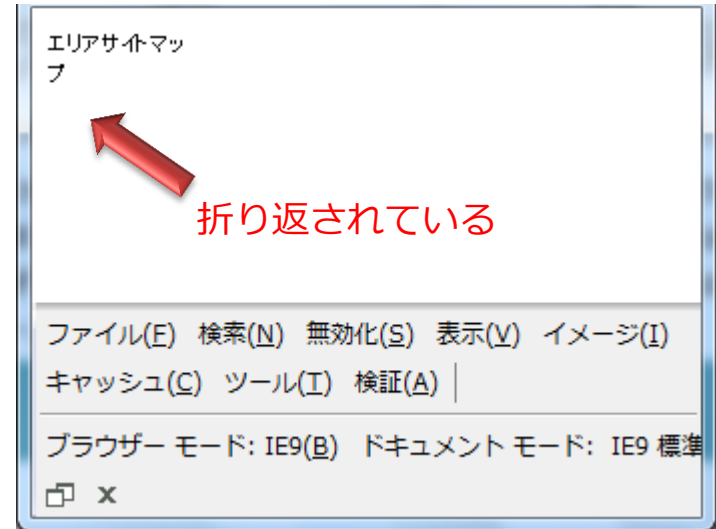 エリアサイトマッ
プ
折り返されている
ファイル(F) 検索(N) 無効化(S) 表示(V) イメージ(I)
キャッシュ(C) ツール(T) 検証(A)
ブラウザー モード: IE9(B) ドキュメント モード: IE9 標準